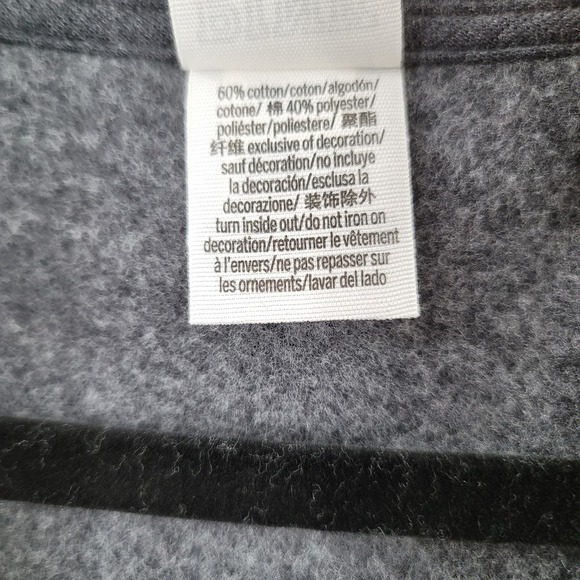 60% cotton/coton/algodón/
cotone/ 棉 40% polyester/
poliéster/poliestere/ 聚酯
纤维 exclusive of decoration/
sauf décoration/no incluye
la decoración/esclusa la
decorazione/ 装饰除外
turn inside out/do not iron on
decoration/retourner le vêtement
à l'envers/ne pas repasser sur
les ornements/lavar del lado